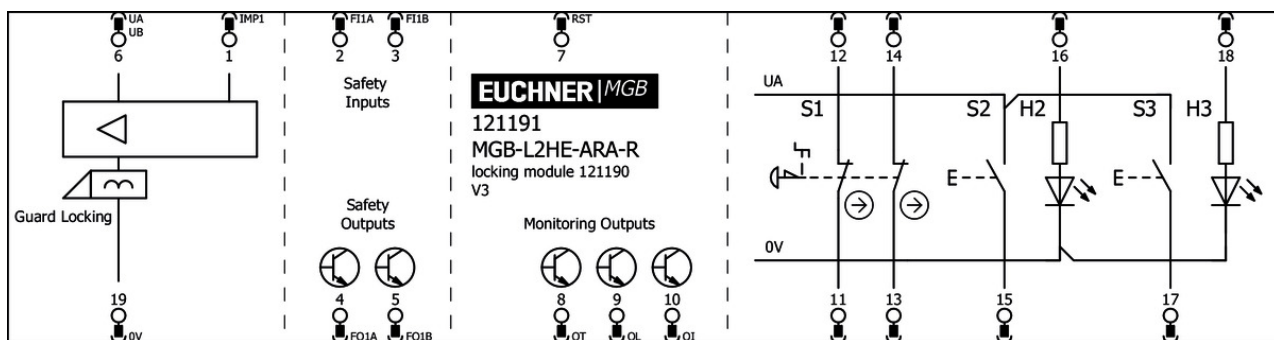 UA
UB
IMP1
FI1A
FI1B
RST
6
1
2
3
7
12
14
16
18
Safety
Inputs
EUCHNER|MGB
121191
MGB-L2HE-ARA-R
locking module 121190
V3
UA
S1
S2
H2
S3
H3
E
E
Guard Locking
Safety
Outputs
Monitoring Outputs
0V
19
4
5
8
9
10
11
13
15
17
0V
FO1A
FO1B
OT
OL
OI